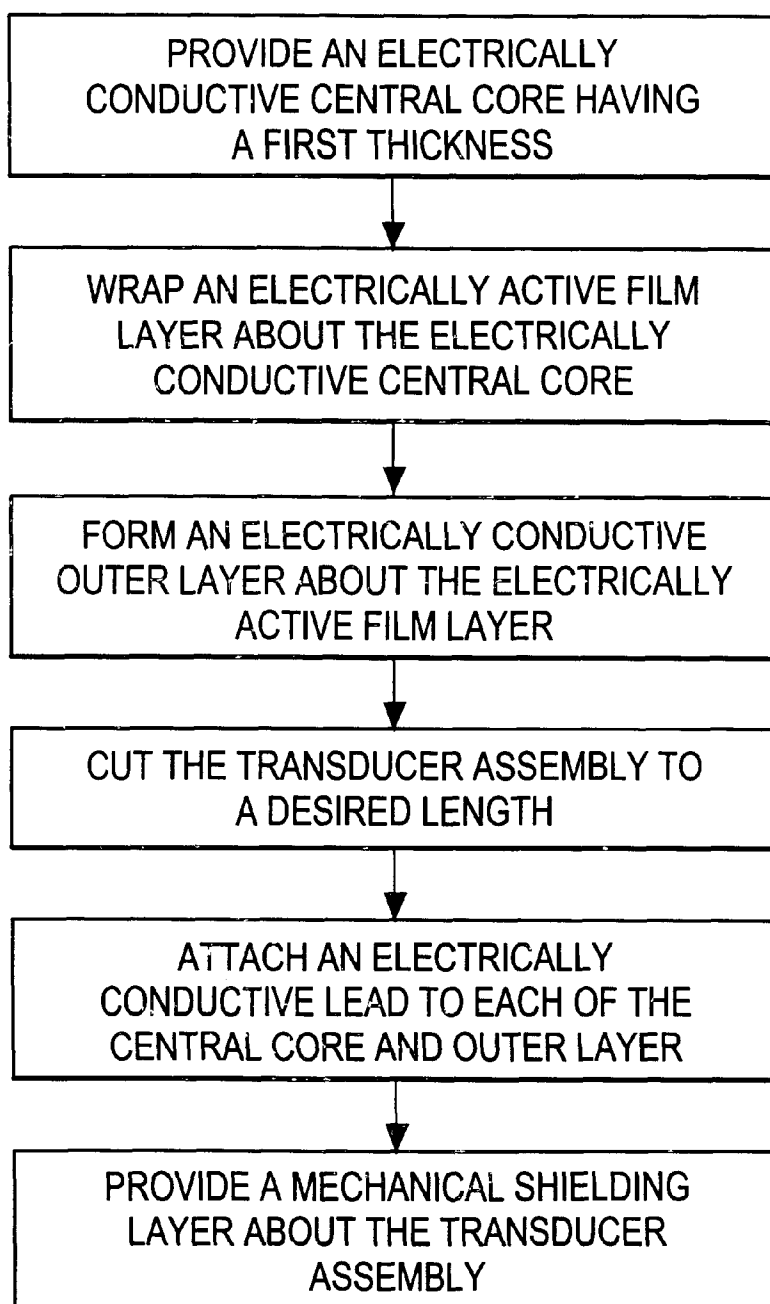 PROVIDE AN ELECTRICALLY
CONDUCTIVE CENTRAL CORE HAVING
A FIRST THICKNESS
WRAP AN ELECTRICALLY ACTIVE FILM
LAYER ABOUT THE ELECTRICALLY
CONDUCTIVE CENTRAL CORE
FORM AN ELECTRICALLY CONDUCTIVE
OUTER LAYER ABOUT THE ELECTRICALLY
ACTIVE FILM LAYER
CUT THE TRANSDUCER ASSEMBLY TO
A DESIRED LENGTH
ATTACH AN ELECTRICALLY
CONDUCTIVE LEAD TO EACH OF THE
CENTRAL CORE AND OUTER LAYER
PROVIDE A MECHANICAL SHIELDING
LAYER ABOUT THE TRANSDUCER
ASSEMBLY